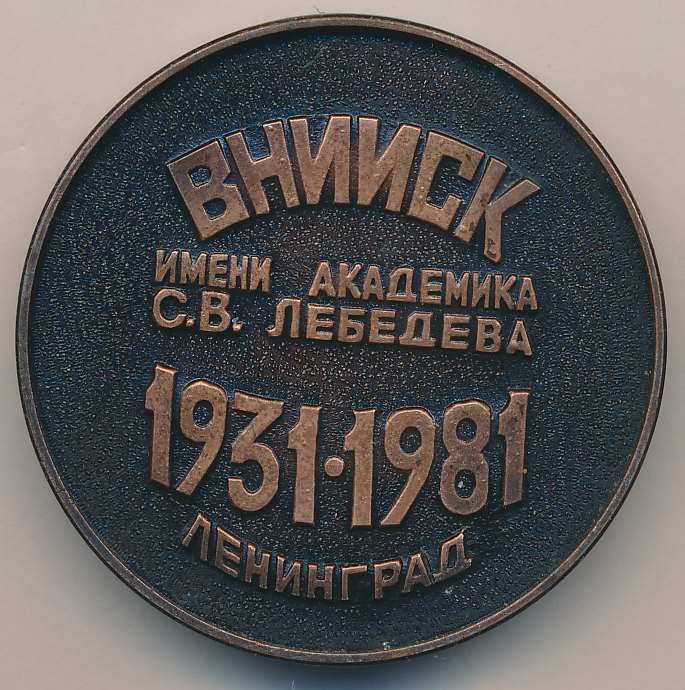 ВНИИСК
ИМЕНИ АКАДЕМИКА
С.В. ЛЕБЕДЕВА
1931·1981
ЛЕНИНГРАД